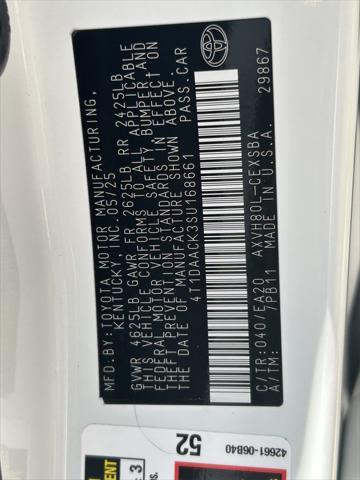 MFD.BY:TOYOTA MOTOR MANUFACTURING,
KENTUCKY,INC. 05/25
GVWR 4625LB GAWR FR 2625LB RR 2425LB
THIS VEHICLE CONFORMS TO ALL APPLICABLE
FEDERAL MOTOR VEHICLE SAFETY, BUMPER AND
THEFT PREVENTION STANDARDS IN EFFECT ON
THE DATE OF MANUFACTURE SHOWN ABOVE.
4T1DAACK3SU168661 PASS.CAR
C/TR:040/EA20 AXVH80L-CEXSBA
A/TM: /PB11 MADE IN U.S.A. 29867
52
42661-06B40